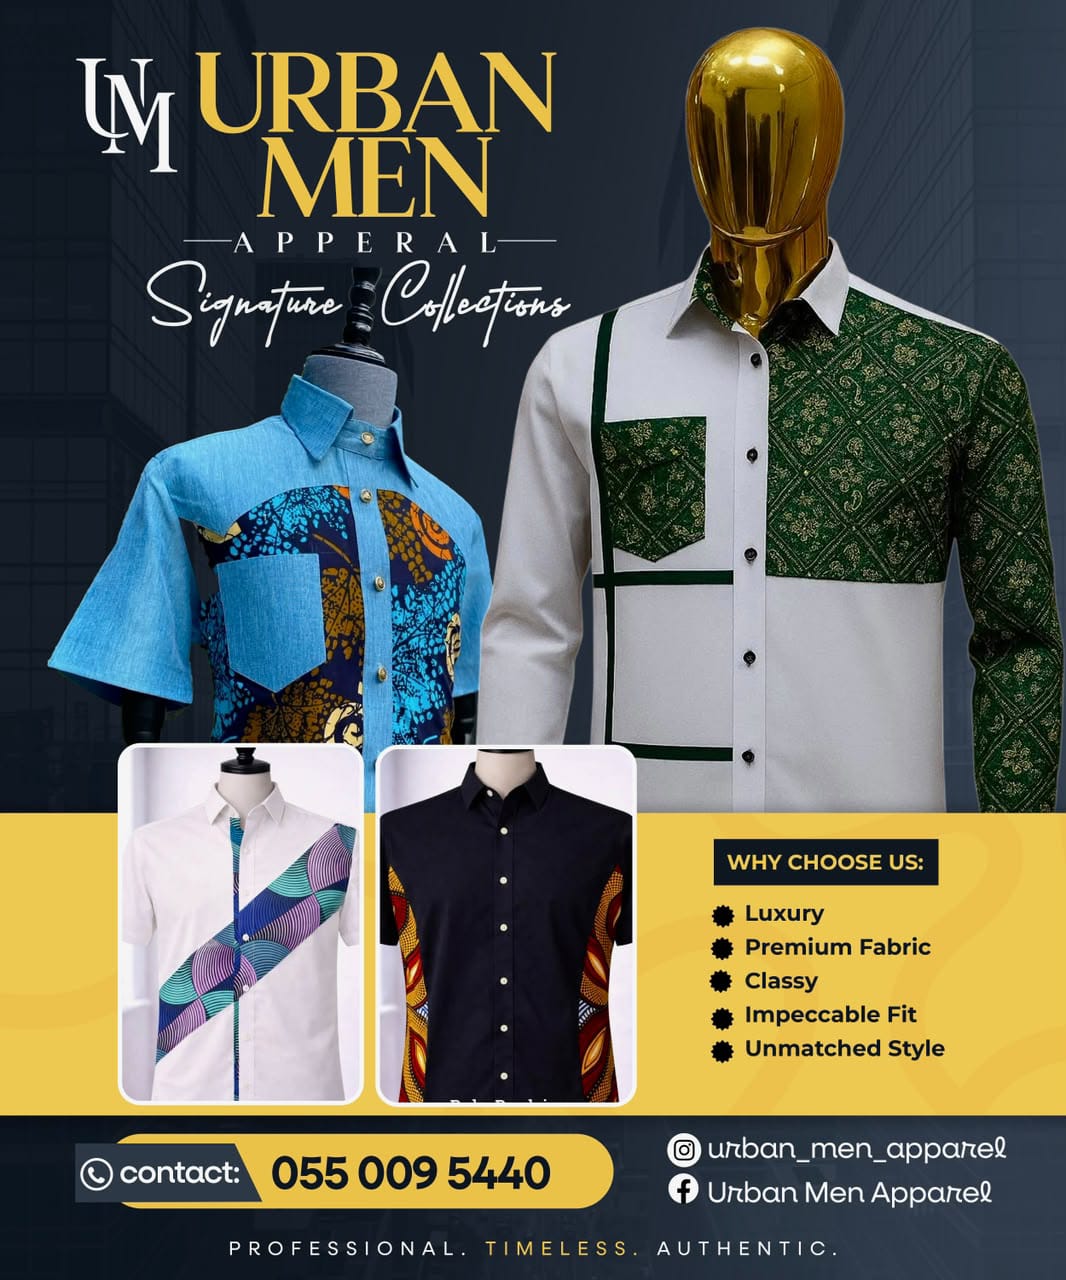 UM
URBAN
MEN
APPERAL
Signature Collections
WHY CHOOSE US:
Luxury
Premium Fabric
Classy
Impeccable Fit
Unmatched Style
contact: 055 009 5440
urban_men_apparel
Urban Men Apparel
PROFESSIONAL. TIMELESS. AUTHENTIC.